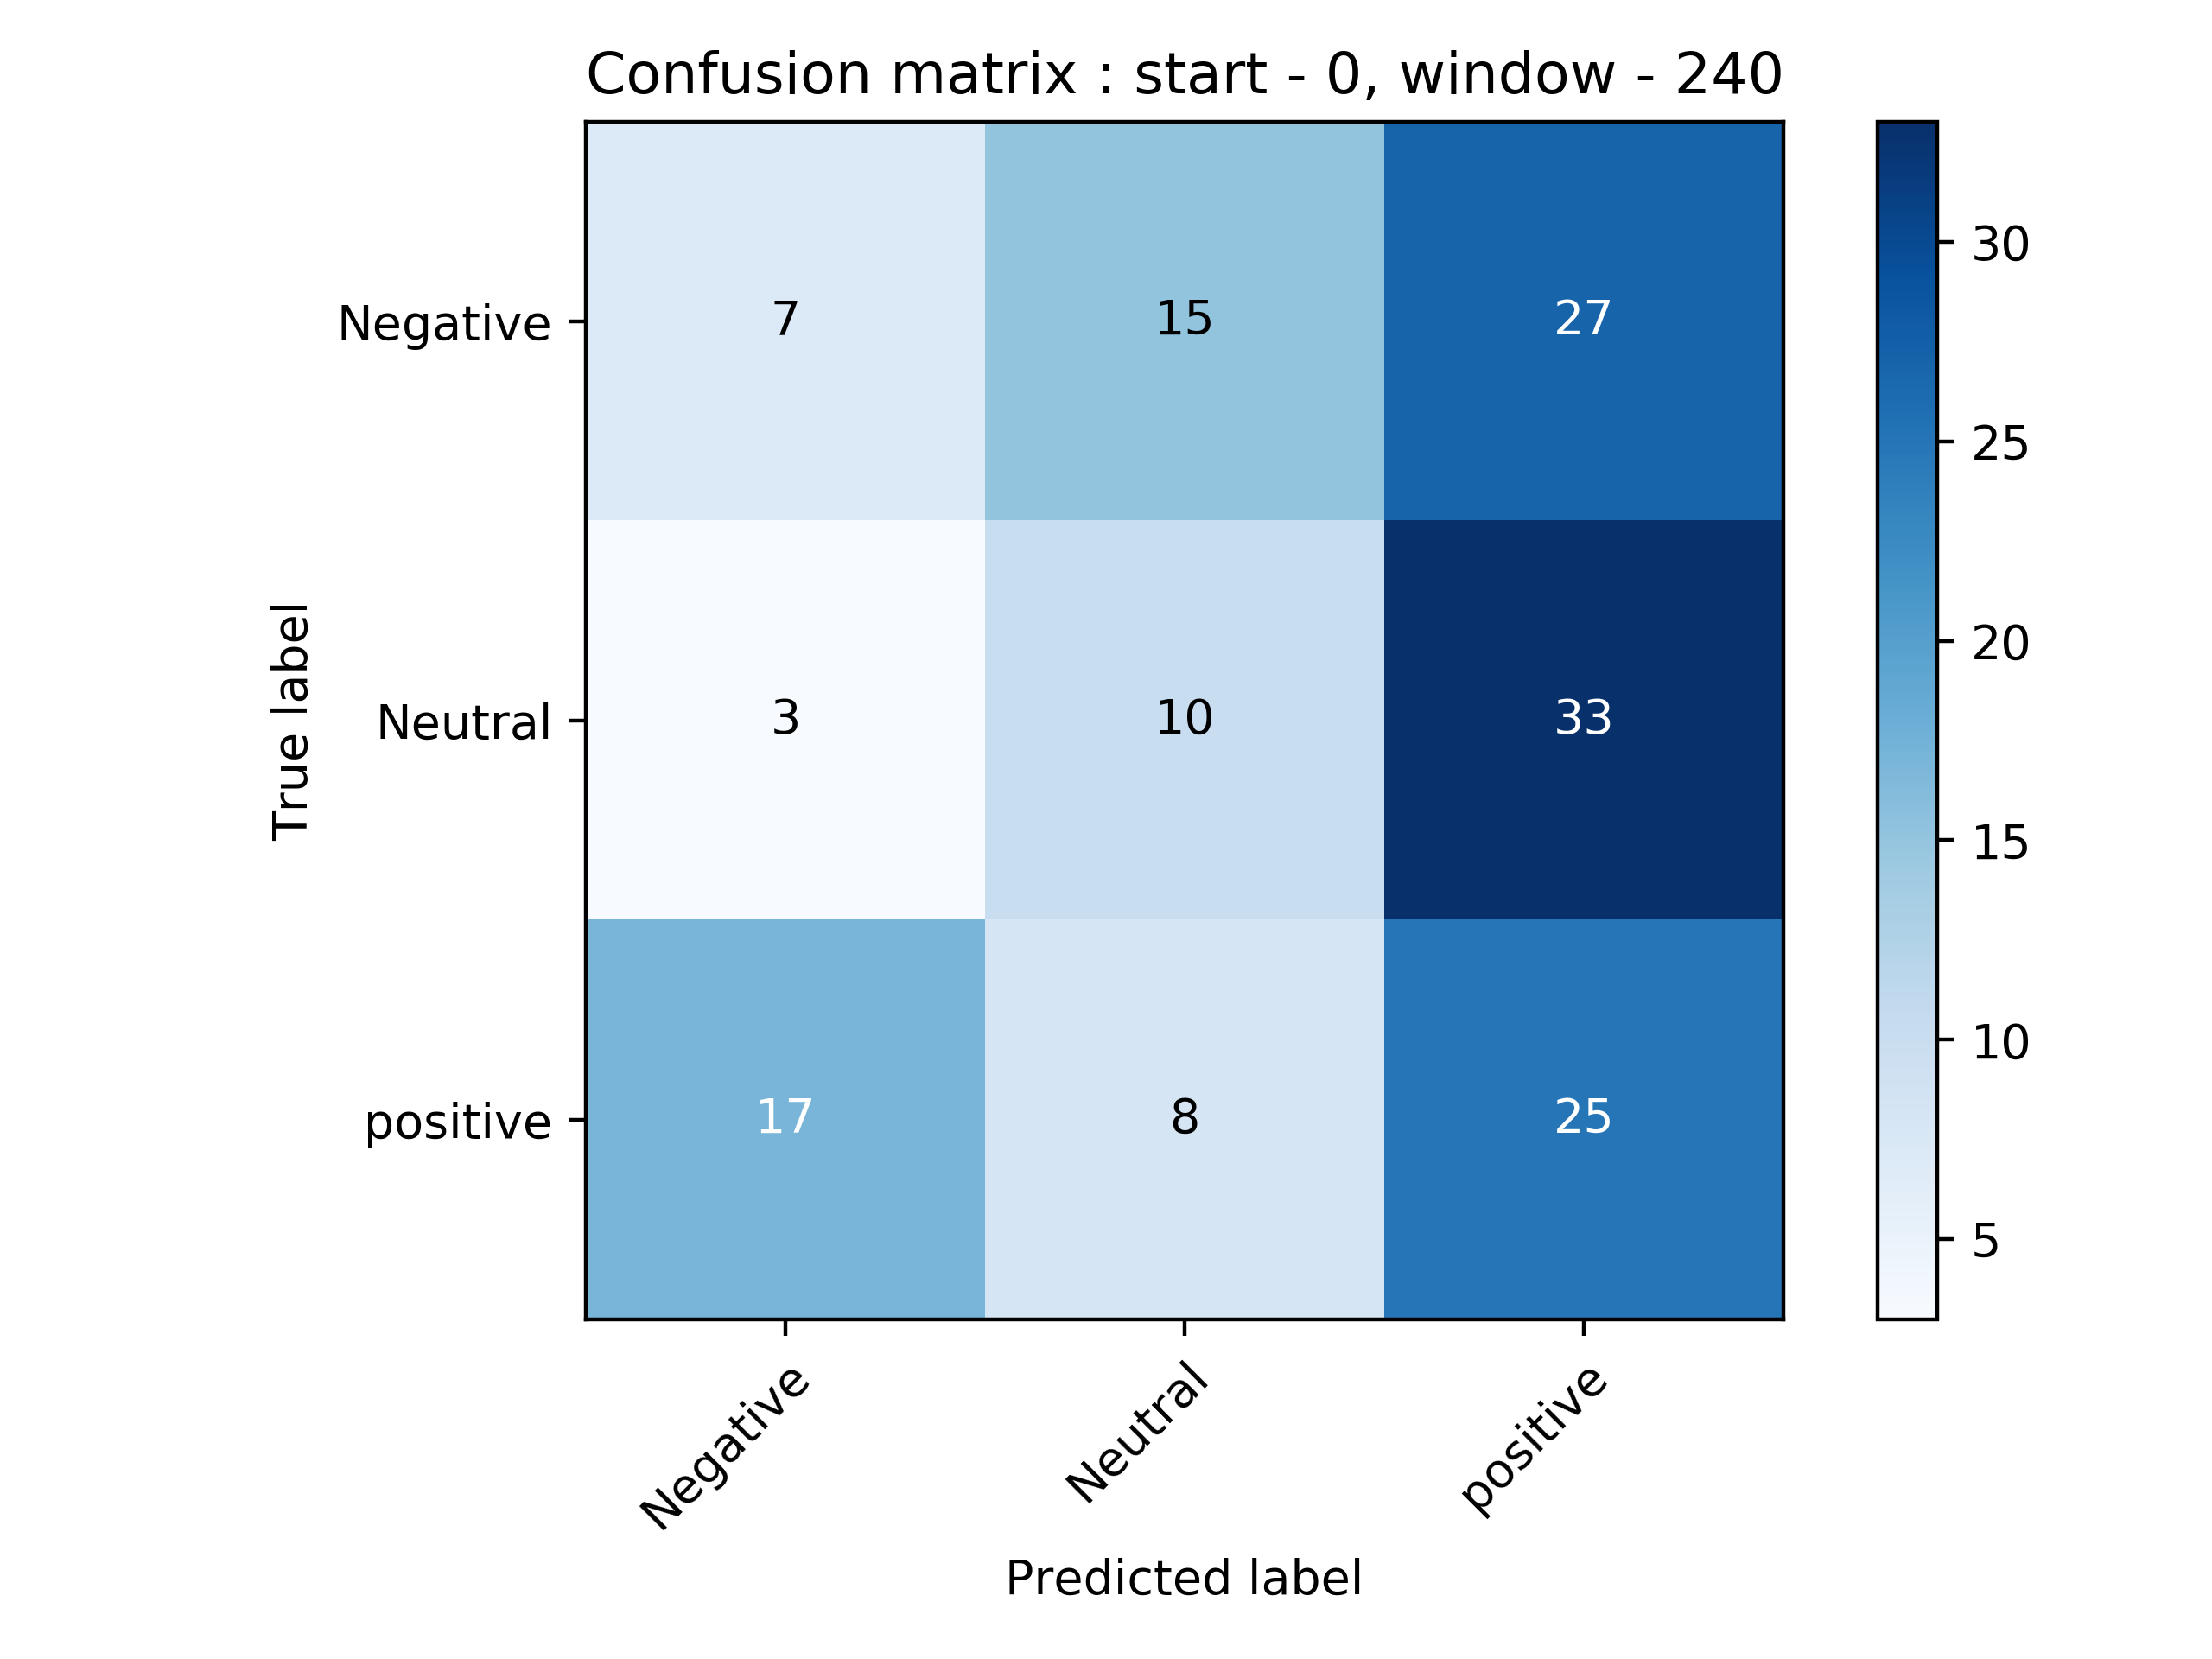 Confusion matrix : start - 0, window - 240
Negative
7
15
27
Neutral
3
10
33
positive
17
8
25
True label
Negative
Neutral
positive
Predicted label
30
25
20
15
10
5